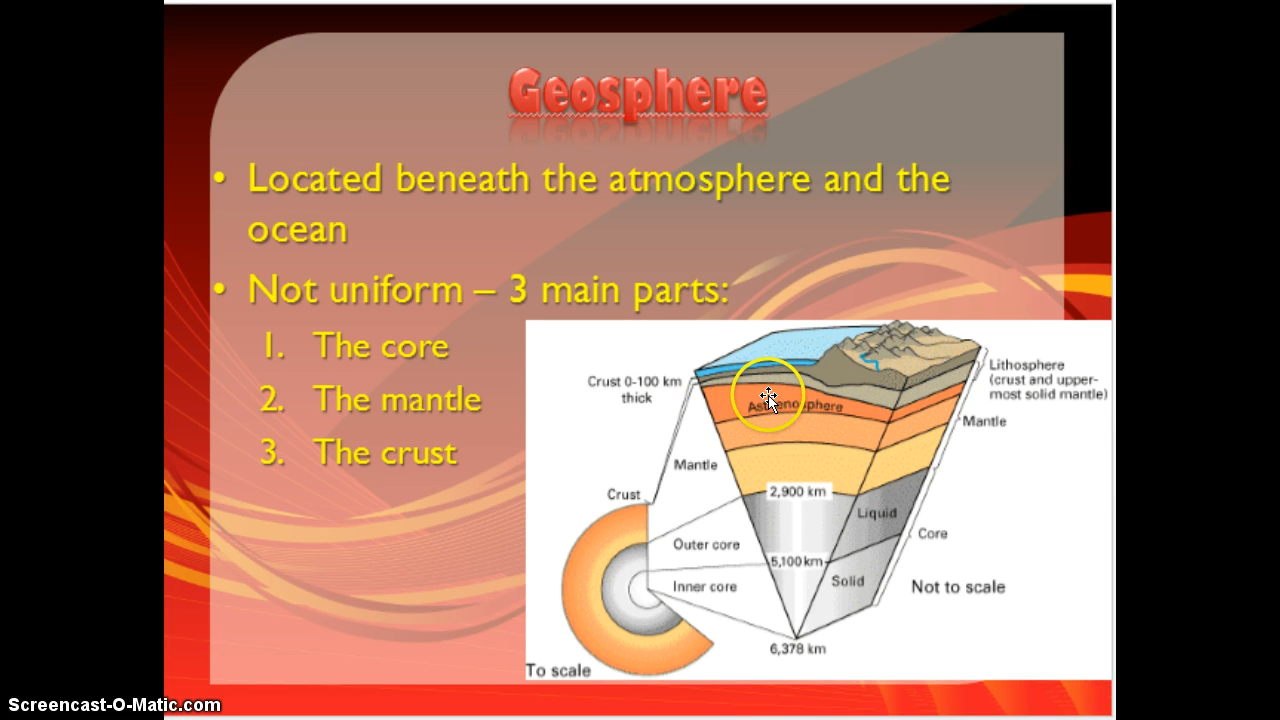 Geosphere
• Located beneath the atmosphere and the
ocean
• Not uniform – 3 main parts:
1. The core
2. The mantle
3. The crust
Crust 0-100 km
thick
Asthenosphere
Lithosphere
(crust and upper-
most solid mantle)
Mantle
Mantle
2,900 km
Liquid
Crust
Core
Outer core
5,100 km
Inner core
Solid
Not to scale
6,378 km
To scale
Screencast-O-Matic.com